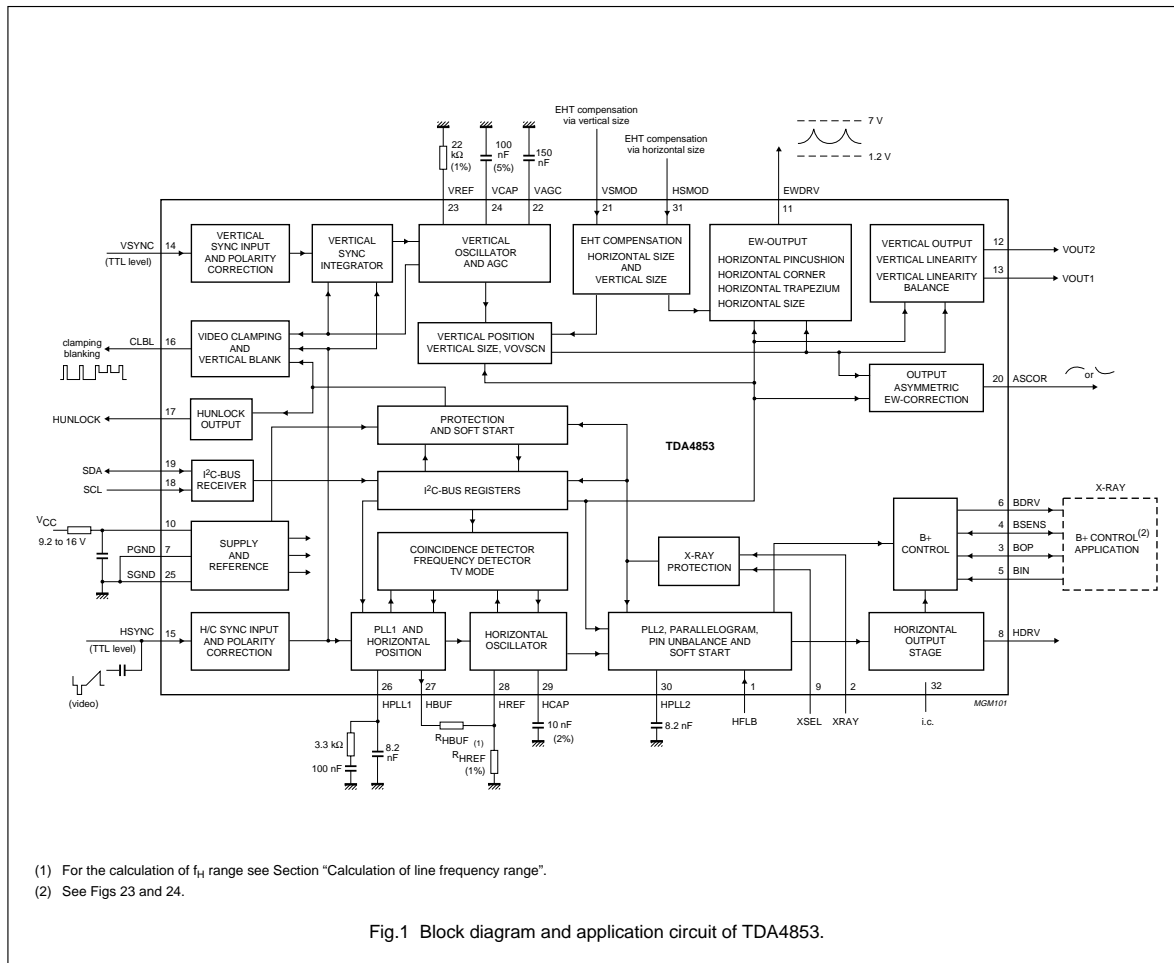 EHT compensation
via vertical size
EHT compensation
via horizontal size
22
kΩ
(1%)
100
nF
(5%)
150
nF
7 V
1.2 V
VREF
VCAP
VAGC
VSMOD
HSMOD
EWDRV
23
24
22
21
31
11
VSYNC
(TTL level)
14
VERTICAL
SYNC INPUT
AND POLARITY
CORRECTION
VERTICAL
SYNC
INTEGRATOR
VERTICAL
OSCILLATOR
AND AGC
EHT COMPENSATION
HORIZONTAL SIZE
AND
VERTICAL SIZE
EW-OUTPUT
HORIZONTAL PINCUSHION
HORIZONTAL CORNER
HORIZONTAL TRAPEZIUM
HORIZONTAL SIZE
VERTICAL OUTPUT
VERTICAL LINEARITY
VERTICAL LINEARITY
BALANCE
12
VOUT2
13
VOUT1
clamping
blanking
CLBL
16
VIDEO CLAMPING
AND
VERTICAL BLANK
VERTICAL POSITION
VERTICAL SIZE, VOVSCN
OUTPUT
ASYMMETRIC
EW-CORRECTION
20
ASCOR
or
HUNLOCK
17
HUNLOCK
OUTPUT
PROTECTION
AND SOFT START
TDA4853
SDA
19
SCL
18
I2C-BUS
RECEIVER
I2C-BUS REGISTERS
X-RAY
6
BDRV
4
BSENS
3
BOP
5
BIN
B+
CONTROL
B+ CONTROL(2)
APPLICATION
VCC
9.2 to 16 V
10
PGND
7
SGND
25
SUPPLY
AND
REFERENCE
COINCIDENCE DETECTOR
FREQUENCY DETECTOR
TV MODE
X-RAY
PROTECTION
HSYNC
(TTL level)
15
(video)
H/C SYNC INPUT
AND POLARITY
CORRECTION
PLL1 AND
HORIZONTAL
POSITION
HORIZONTAL
OSCILLATOR
PLL2, PARALLELOGRAM,
PIN UNBALANCE AND
SOFT START
HORIZONTAL
OUTPUT
STAGE
8
HDRV
26
27
28
29
30
1
9
2
32
MGM101
HPLL1
HBUF
HREF
HCAP
HPLL2
HFLB
XSEL
XRAY
i.c.
3.3 kΩ
100 nF
8.2
nF
RHBUF (1)
RHREF
(1%)
10 nF
(2%)
8.2 nF
(1) For the calculation of fH range see Section “Calculation of line frequency range”.
(2) See Figs 23 and 24.
Fig.1 Block diagram and application circuit of TDA4853.